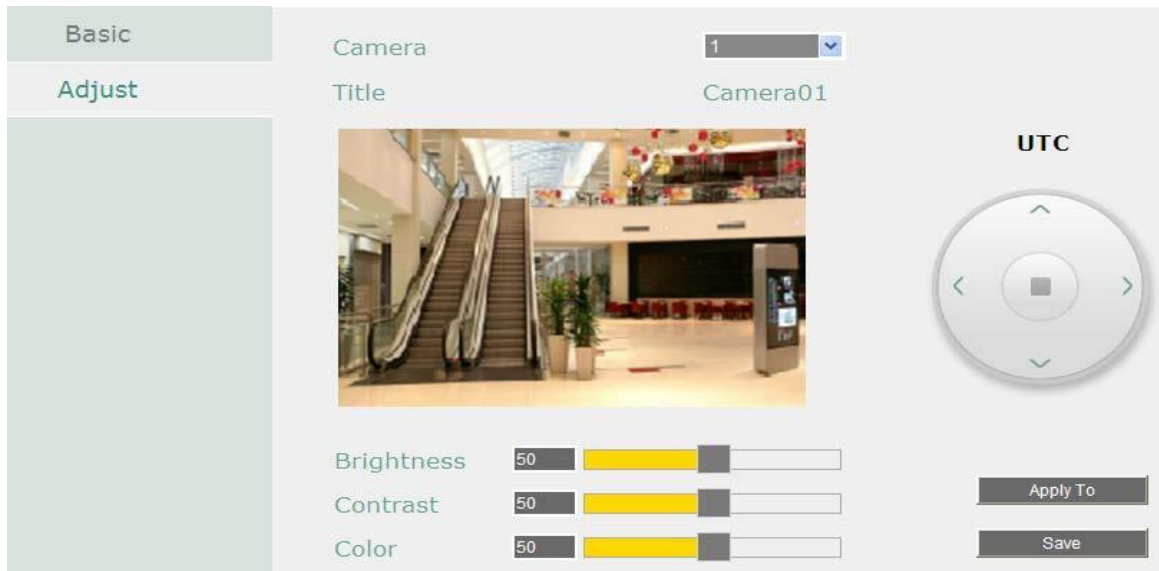 Basic
Adjust
Camera
1
Title
Camera01
UTC
Brightness
50
Contrast
50
Color
50
Apply To
Save